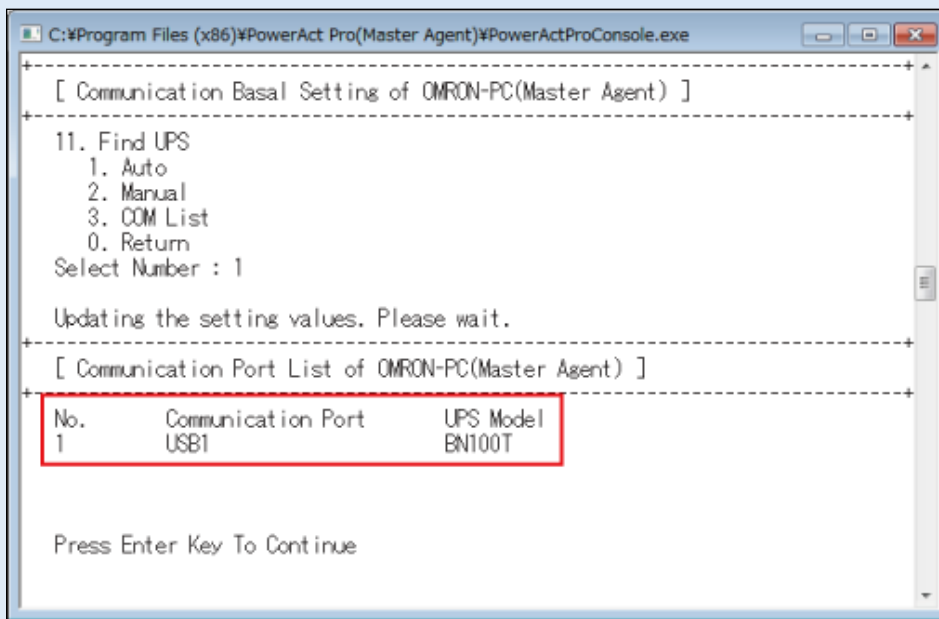 C:¥Program Files (x86)¥PowerAct Pro(Master Agent)¥PowerActProConsole.exe
[ Communication Basal Setting of OMRON-PC(Master Agent) ]
11. Find UPS
1. Auto
2. Manual
3. COM List
0. Return
Select Number : 1
Updating the setting values. Please wait.
[ Communication Port List of OMRON-PC(Master Agent) ]
No. Communication Port UPS Model
1 USB1 BN100T
Press Enter Key To Continue